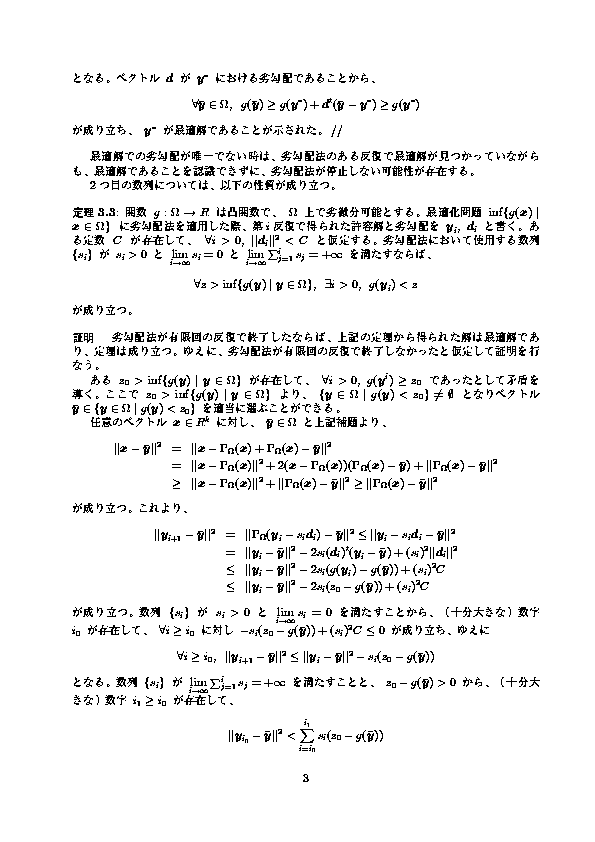 となる。ベクトル d が y* における劣勾配であることから、
∀ȳ ∈ Ω, g(ȳ) ≥ g(y*) + dᵗ(ȳ − y*) ≥ g(y*)
が成り立ち、 y* が最適解であることが示された。//
最適解での劣勾配が唯一でない時は、劣勾配法のある反復で最適解が見つかっていながら
も、最適であることを認識できずに、劣勾配法が停止しない可能性が存在する。
2つ目の数列については、以下の性質が成り立つ。
定理 3.3: 関数 g : Ω → R は凸関数で、 Ω 上で劣微分可能とする。最適化問題 inf{g(x) |
x ∈ Ω} に劣勾配法を適用した際、第 i 反復で得られた許容解と劣勾配を yᵢ, dᵢ と書く。あ
る定数 C が存在して、 ∀i > 0, ||dᵢ||² < C と仮定する。劣勾配法において使用する数列
{sᵢ} が sᵢ > 0 と lim_{i→∞} sᵢ = 0 と lim_{i→∞} Σⁱⱼ₌₁ sⱼ = +∞ を満たすならば、
∀z > inf{g(y) | y ∈ Ω}, ∃i > 0, g(yᵢ) < z
が成り立つ。
証明 劣勾配法が有限回の反復で終了したならば、上記の定理から得られた解は最適解であ
り、定理は成り立つ。ゆえに、劣勾配法が有限回の反復で終了しなかったと仮定して証明を行
なう。
ある z₀ > inf{g(y) | y ∈ Ω} が存在して、 ∀i > 0, g(yⁱ) ≥ z₀ であったとして矛盾を
導く。ここで z₀ > inf{g(y) | y ∈ Ω} より、 {y ∈ Ω | g(y) < z₀} ≠ ∅ となりベクトル
ȳ ∈ {y ∈ Ω | g(y) < z₀} を適当に選ぶことができる。
任意のベクトル x ∈ Rᵏ に対し、 ȳ ∈ Ω と上記補題より、
||x − ȳ||² = ||x − Γ_Ω(x) + Γ_Ω(x) − ȳ||²
= ||x − Γ_Ω(x)||² + 2(x − Γ_Ω(x))(Γ_Ω(x) − ȳ) + ||Γ_Ω(x) − ȳ||²
≥ ||x − Γ_Ω(x)||² + ||Γ_Ω(x) − ȳ||² ≥ ||Γ_Ω(x) − ȳ||²
が成り立つ。これより、
||yᵢ₊₁ − ȳ||² = ||Γ_Ω(yᵢ − sᵢdᵢ) − ȳ||² ≤ ||yᵢ − sᵢdᵢ − ȳ||²
= ||yᵢ − ȳ||² − 2sᵢ(dᵢ)ᵗ(yᵢ − ȳ) + (sᵢ)²||dᵢ||²
≤ ||yᵢ − ȳ||² − 2sᵢ(g(yᵢ) − g(ȳ)) + (sᵢ)²C
≤ ||yᵢ − ȳ||² − 2sᵢ(z₀ − g(ȳ)) + (sᵢ)²C
が成り立つ。数列 {sᵢ} が sᵢ > 0 と lim_{i→∞} sᵢ = 0 を満たすことから、（十分大きな）数字
i₀ が存在して、 ∀i ≥ i₀ に対し −sᵢ(z₀ − g(ȳ)) + (sᵢ)²C ≤ 0 が成り立ち、ゆえに
∀i ≥ i₀, ||yᵢ₊₁ − ȳ||² ≤ ||yᵢ − ȳ||² − sᵢ(z₀ − g(ȳ))
となる。数列 {sᵢ} が lim_{i→∞} Σⁱⱼ₌₁ sⱼ = +∞ を満たすことと、 z₀ − g(ȳ) > 0 から、（十分大
きな）数字 i₁ ≥ i₀ が存在して、
||y_{i₀} − ȳ||² < Σ_{i=i₀}^{i₁} sᵢ(z₀ − g(ȳ))
3